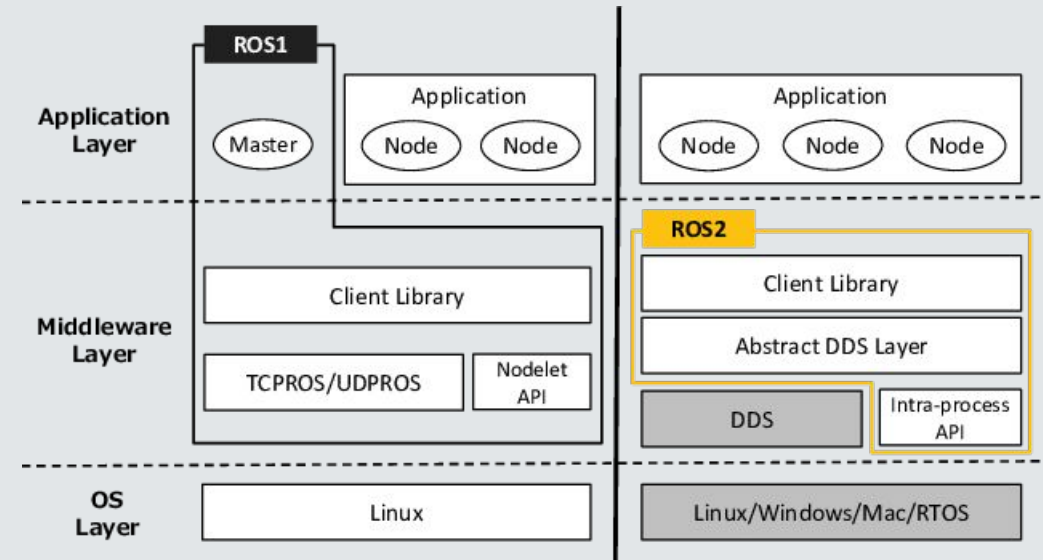 ROS1
Application
Layer
Master
Application
Node
Node
Application
Node
Node
Node
ROS2
Middleware
Layer
Client Library
TCPROS/UDPROS
Nodelet
API
Client Library
Abstract DDS Layer
DDS
Intra-process
API
OS
Layer
Linux
Linux/Windows/Mac/RTOS